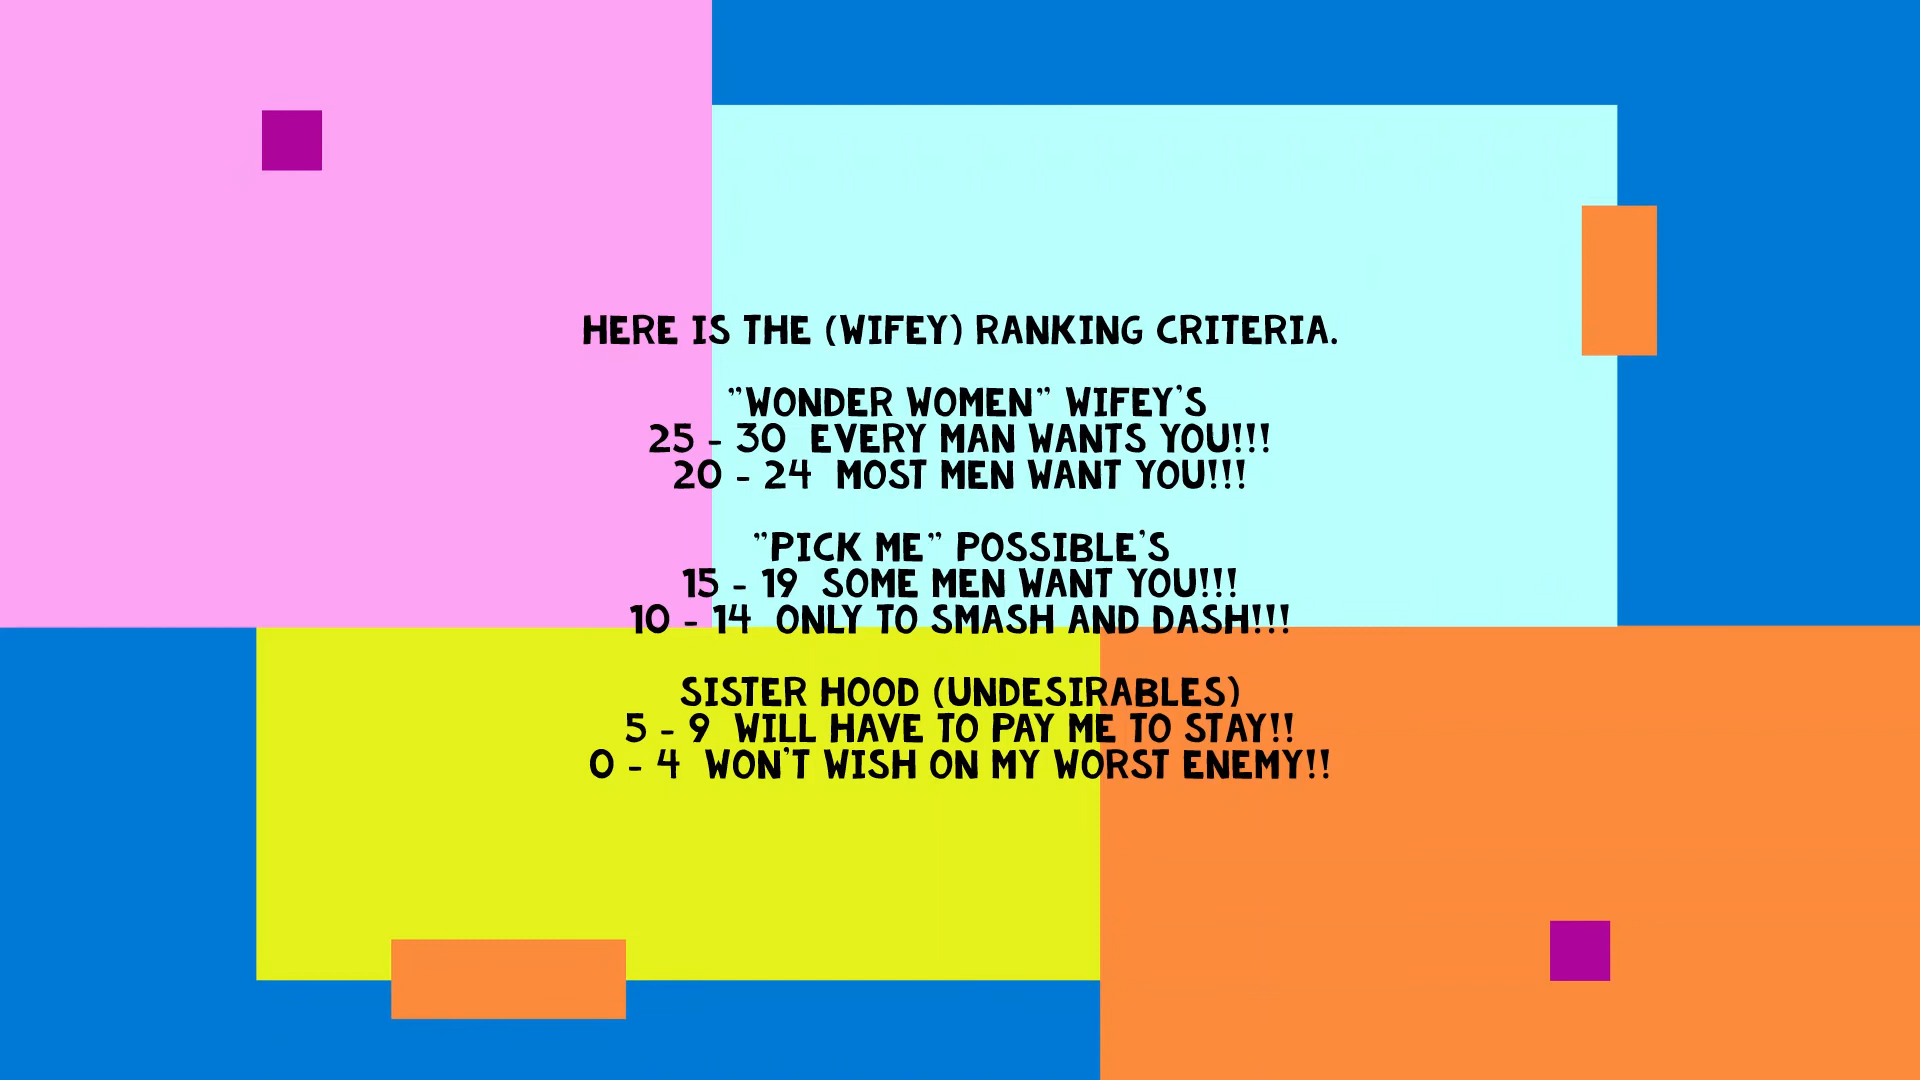 HERE IS THE (WIFEY) RANKING CRITERIA.
"WONDER WOMEN" WIFEY'S
25 - 30 EVERY MAN WANTS YOU!!!
20 - 24 MOST MEN WANT YOU!!!
"PICK ME" POSSIBLE'S
15 - 19 SOME MEN WANT YOU!!!
10 - 14 ONLY TO SMASH AND DASH!!!
SISTER HOOD (UNDESIRABLES)
5 - 9 WILL HAVE TO PAY ME TO STAY!!
0 - 4 WON'T WISH ON MY WORST ENEMY!!